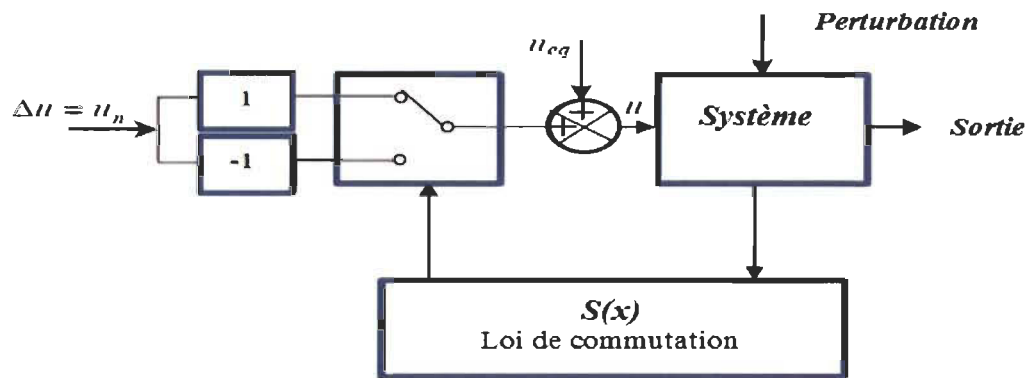 Perturbation
u_eq
Δu = u_n
1
-1
+
+
u
Système
Sortie
S(x)
Loi de commutation